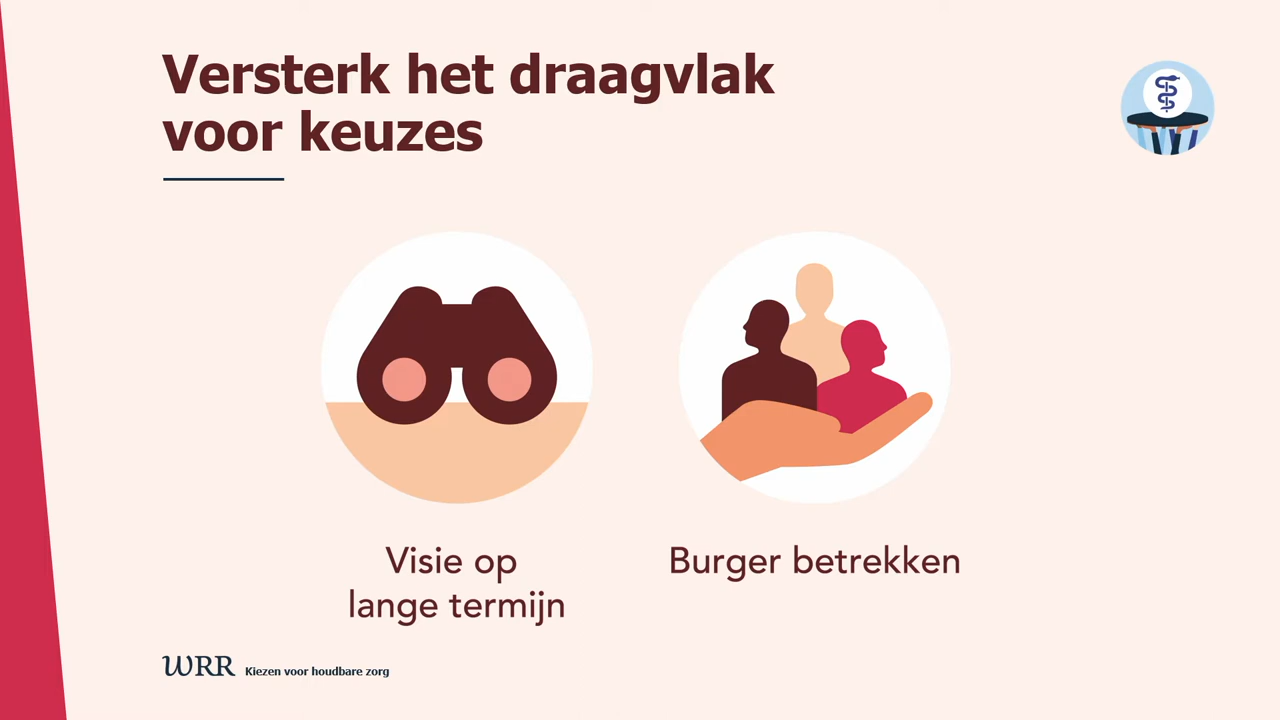 Versterk het draagvlak
voor keuzes
Visie op
lange termijn
Burger betrekken
WRR Kiezen voor houdbare zorg